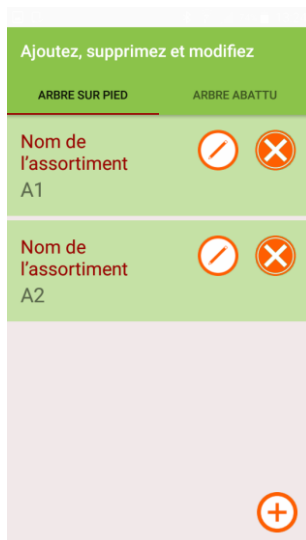 Ajoutez, supprimez et modifiez
ARBRE SUR PIED
ARBRE ABATTU
Nom de
l’assortiment
A1
Nom de
l’assortiment
A2